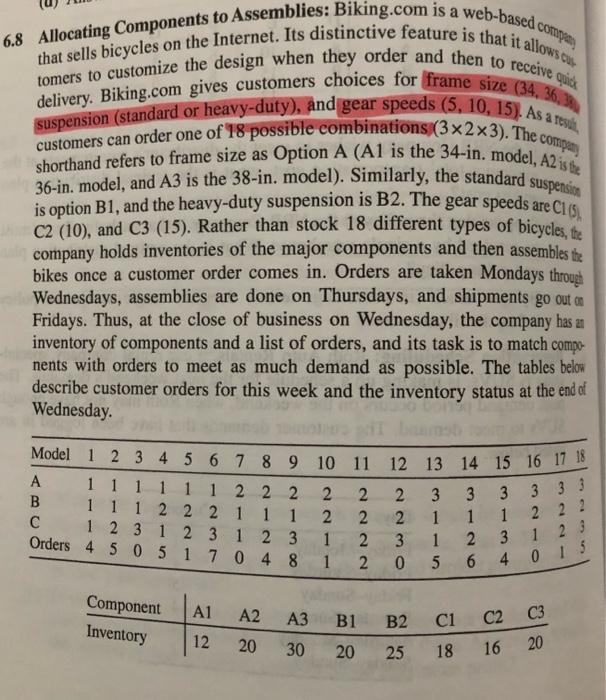 6.8 Allocating Components to Assemblies: Biking.com is a web-based company
that sells bicycles on the Internet. Its distinctive feature is that it allows cus-
tomers to customize the design when they order and then to receive quick
delivery. Biking.com gives customers choices for frame size (34, 36, 38)
suspension (standard or heavy-duty), and gear speeds (5, 10, 15). As a result,
customers can order one of 18 possible combinations (3×2×3). The company
shorthand refers to frame size as Option A (A1 is the 34-in. model, A2 is the
36-in. model, and A3 is the 38-in. model). Similarly, the standard suspension
is option B1, and the heavy-duty suspension is B2. The gear speeds are C1 (5),
C2 (10), and C3 (15). Rather than stock 18 different types of bicycles, the
company holds inventories of the major components and then assembles the
bikes once a customer order comes in. Orders are taken Mondays through
Wednesdays, assemblies are done on Thursdays, and shipments go out on
Fridays. Thus, at the close of business on Wednesday, the company has an
inventory of components and a list of orders, and its task is to match compo-
nents with orders to meet as much demand as possible. The tables below
describe customer orders for this week and the inventory status at the end of
Wednesday.
Model 1 2 3 4 5 6 7 8 9 10 11 12 13 14 15 16 17 18
A 1 1 1 1 1 1 2 2 2 2 2 2 3 3 3 3 3 3
B 1 1 1 2 2 2 1 1 1 2 2 2 1 1 1 2 2 2
C 1 2 3 1 2 3 1 2 3 1 2 3 1 2 3 1 2 3
Orders 4 5 0 5 1 7 0 4 8 1 2 0 5 6 4 0 1 5
Component A1 A2 A3 B1 B2 C1 C2 C3
Inventory 12 20 30 20 25 18 16 20